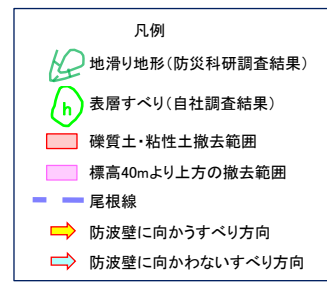 凡例
地滑り地形(防災科研調査結果)
h 表層すべり(自社調査結果)
礫質土・粘性土撤去範囲
標高40mより上方の撤去範囲
尾根線
防波壁に向かうすべり方向
防波壁に向かわないすべり方向